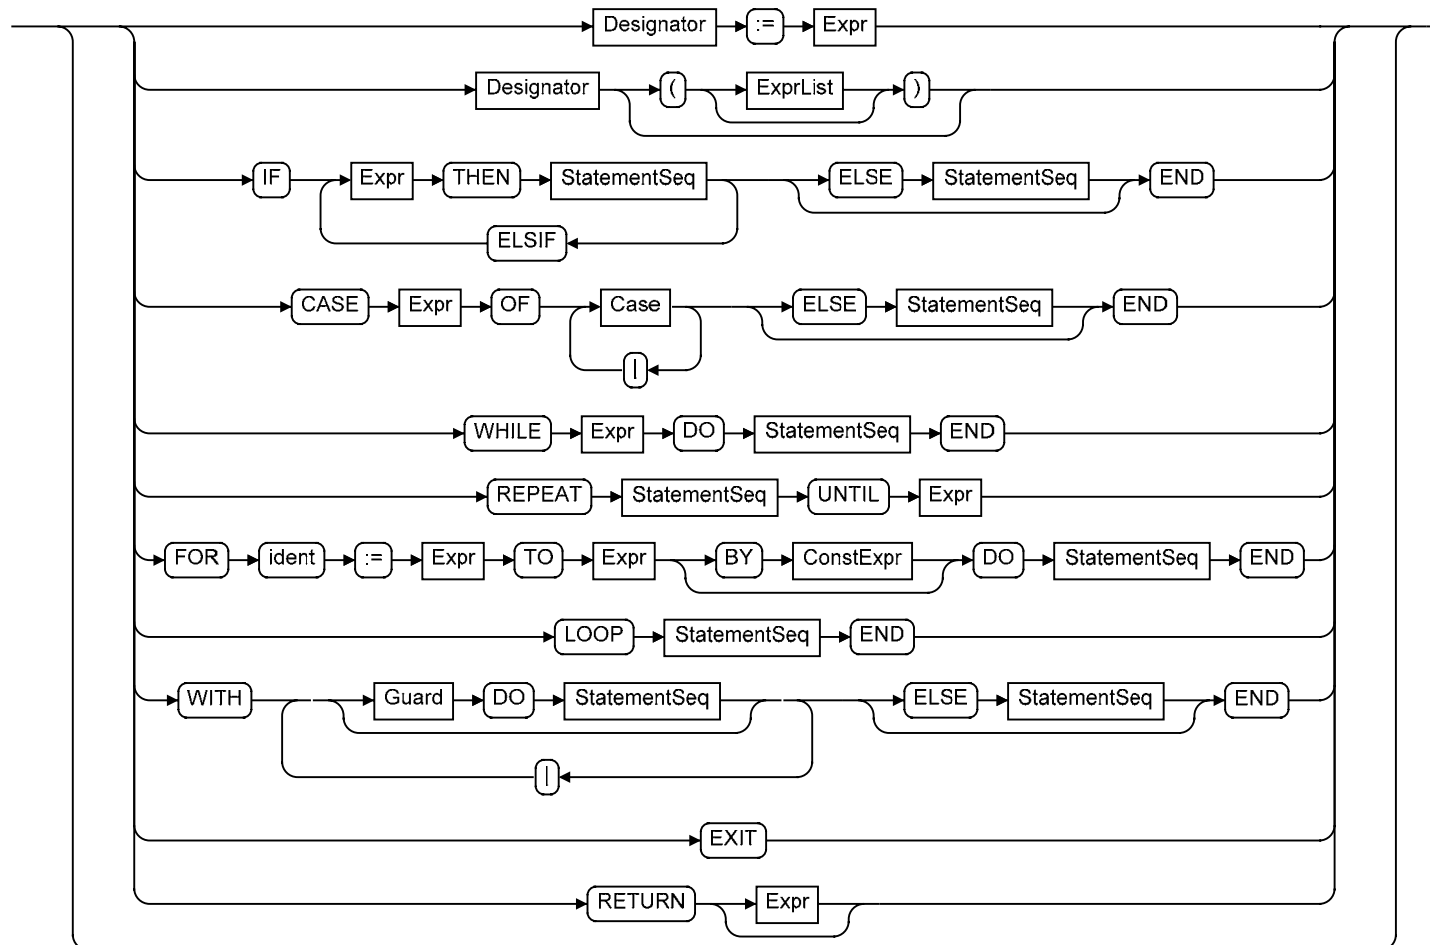 Designator := Expr
Designator ( ExprList )
IF Expr THEN StatementSeq ELSE StatementSeq END
ELSIF
CASE Expr OF Case ELSE StatementSeq END
|
WHILE Expr DO StatementSeq END
REPEAT StatementSeq UNTIL Expr
FOR ident := Expr TO Expr BY ConstExpr DO StatementSeq END
LOOP StatementSeq END
WITH Guard DO StatementSeq ELSE StatementSeq END
|
EXIT
RETURN Expr